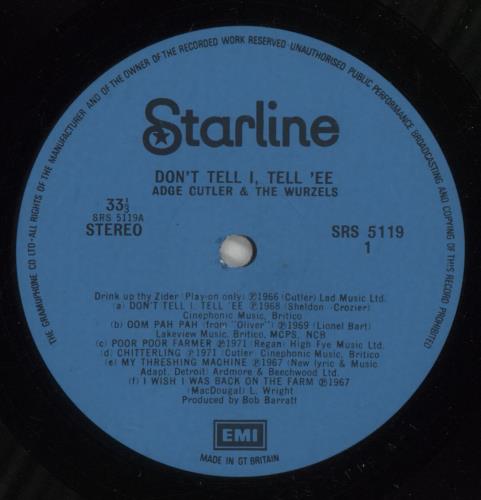 THE GRAMOPHONE CO LTD-ALL RIGHTS OF THE MANUFACTURER AND OF THE OWNER OF THE RECORDED WORK RESERVED·UNAUTHORISED PUBLIC PERFORMANCE BROADCASTING AND COPYING OF THIS RECORD PROHIBITED
Starline
DON'T TELL I, TELL 'EE
ADGE CUTLER & THE WURZELS
33⅓
SRS 5119A
STEREO
SRS 5119
1
Drink up thy Zider (Play-on only) ℗1966 (Cutler) Lad Music Ltd.
(a) DON'T TELL I, TELL 'EE ℗1968 (Sheldon-Crozier)
Cinephonic Music, Britico
(b) OOM PAH PAH (from "Oliver") ℗1969 (Lionel Bart)
Lakeview Music, Britico, MCPS, NCB
(c) POOR POOR FARMER ℗1971 (Regan) High Fye Music Ltd.
(d) CHITTERLING ℗1971 (Cutler) Cinephonic Music, Britico
(e) MY THRESHING MACHINE ℗1967 (New lyric & Music
Adapt. Detroit) Ardmore & Beechwood Ltd.
(f) I WISH I WAS BACK ON THE FARM ℗1967
(MacDougal) L. Wright
Produced by Bob Barratt
EMI
MADE IN GT BRITAIN